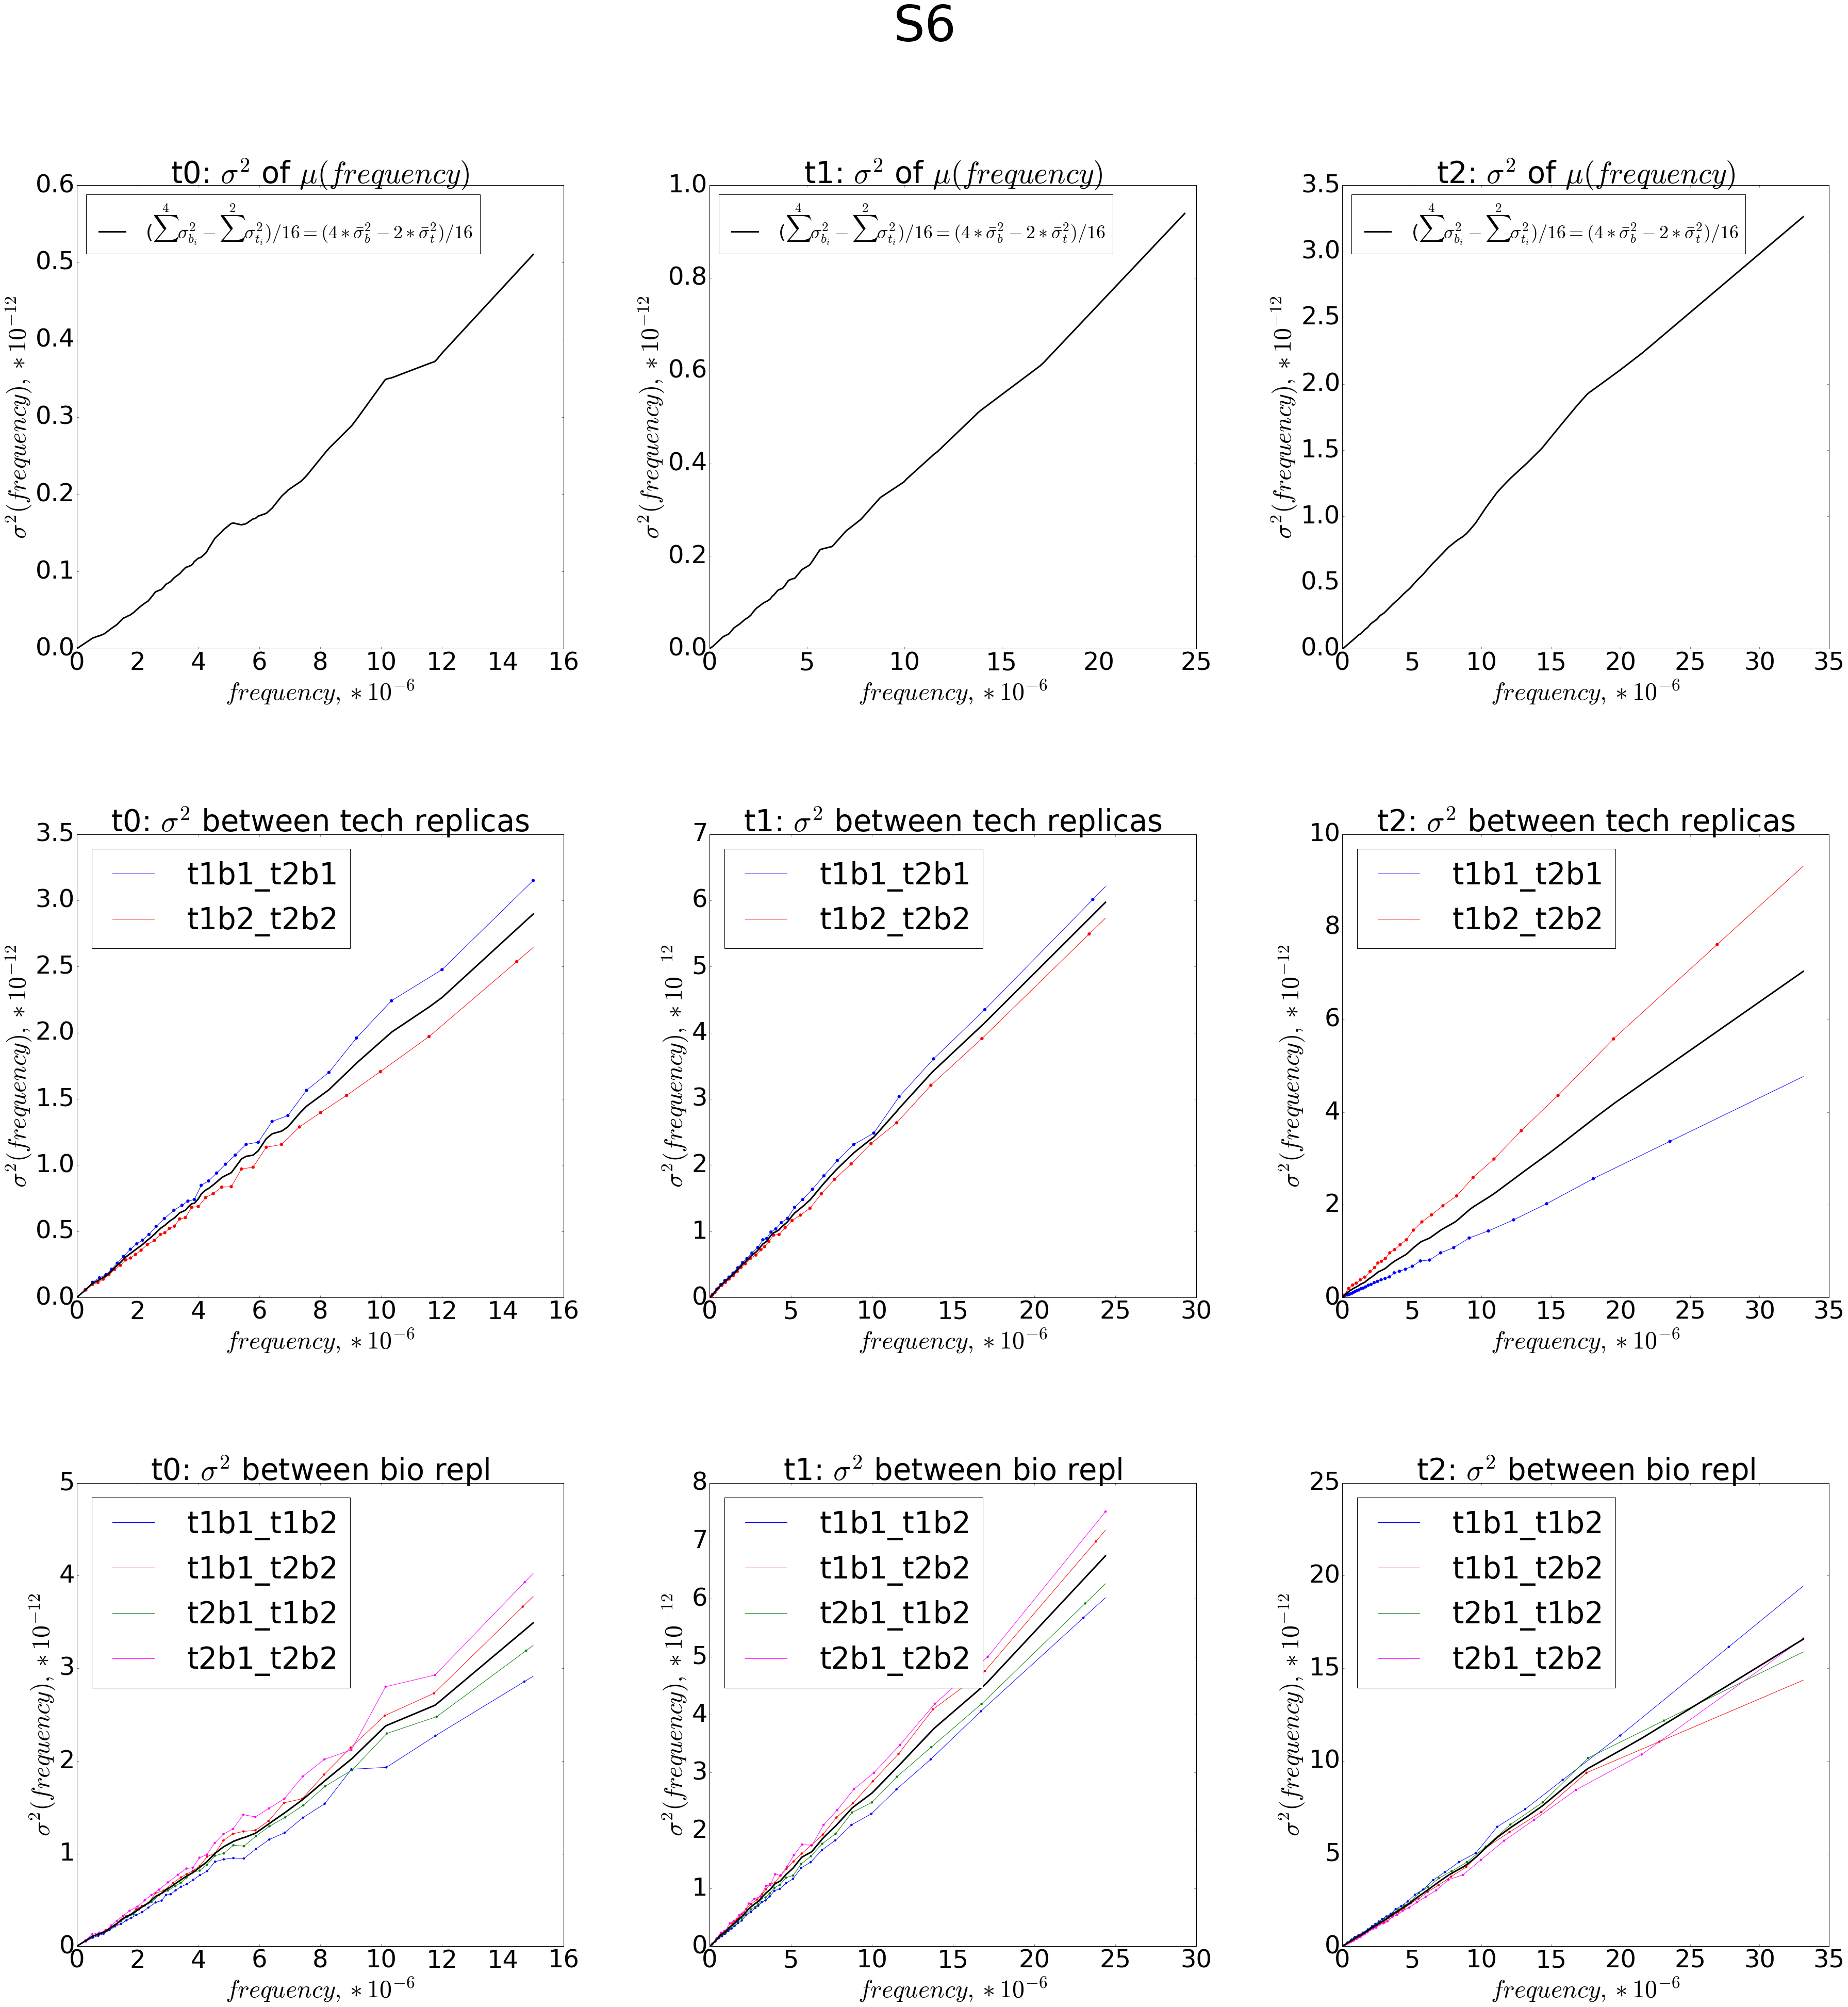 S6
t0: σ² of μ(frequency)
(∑⁴σ²_{b_i} − ∑²σ²_{t_i})/16 = (4 * σ̄²_b − 2 * σ̄²_t)/16
σ²(frequency), *10⁻¹²
0.0 0.1 0.2 0.3 0.4 0.5 0.6
0 2 4 6 8 10 12 14 16
frequency, *10⁻⁶
t1: σ² of μ(frequency)
(∑⁴σ²_{b_i} − ∑²σ²_{t_i})/16 = (4 * σ̄²_b − 2 * σ̄²_t)/16
σ²(frequency), *10⁻¹²
0.0 0.2 0.4 0.6 0.8 1.0
0 5 10 15 20 25
frequency, *10⁻⁶
t2: σ² of μ(frequency)
(∑⁴σ²_{b_i} − ∑²σ²_{t_i})/16 = (4 * σ̄²_b − 2 * σ̄²_t)/16
σ²(frequency), *10⁻¹²
0.0 0.5 1.0 1.5 2.0 2.5 3.0 3.5
0 5 10 15 20 25 30 35
frequency, *10⁻⁶
t0: σ² between tech replicas
t1b1_t2b1
t1b2_t2b2
σ²(frequency), *10⁻¹²
0.0 0.5 1.0 1.5 2.0 2.5 3.0 3.5
0 2 4 6 8 10 12 14 16
frequency, *10⁻⁶
t1: σ² between tech replicas
t1b1_t2b1
t1b2_t2b2
σ²(frequency), *10⁻¹²
0 1 2 3 4 5 6 7
0 5 10 15 20 25 30
frequency, *10⁻⁶
t2: σ² between tech replicas
t1b1_t2b1
t1b2_t2b2
σ²(frequency), *10⁻¹²
0 2 4 6 8 10
0 5 10 15 20 25 30 35
frequency, *10⁻⁶
t0: σ² between bio repl
t1b1_t1b2
t1b1_t2b2
t2b1_t1b2
t2b1_t2b2
σ²(frequency), *10⁻¹²
0 1 2 3 4 5
0 2 4 6 8 10 12 14 16
frequency, *10⁻⁶
t1: σ² between bio repl
t1b1_t1b2
t1b1_t2b2
t2b1_t1b2
t2b1_t2b2
σ²(frequency), *10⁻¹²
0 1 2 3 4 5 6 7 8
0 5 10 15 20 25 30
frequency, *10⁻⁶
t2: σ² between bio repl
t1b1_t1b2
t1b1_t2b2
t2b1_t1b2
t2b1_t2b2
σ²(frequency), *10⁻¹²
0 5 10 15 20 25
0 5 10 15 20 25 30 35
frequency, *10⁻⁶